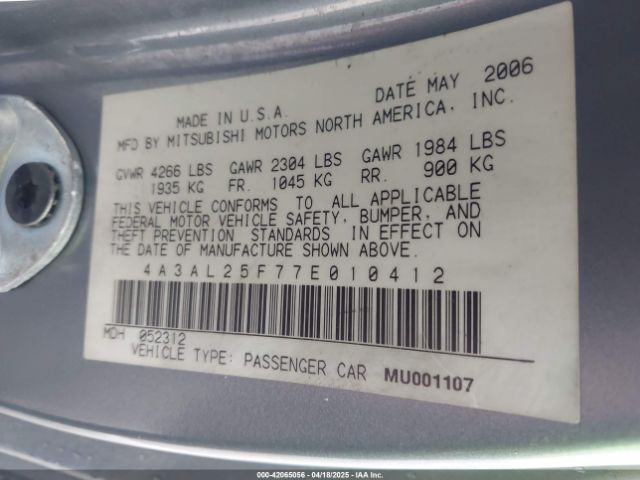 MADE IN U.S.A. DATE MAY 2006
MFD BY MITSUBISHI MOTORS NORTH AMERICA, INC.
GVWR 4266 LBS GAWR 2304 LBS GAWR 1984 LBS
1935 KG FR. 1045 KG RR. 900 KG
THIS VEHICLE CONFORMS TO ALL APPLICABLE
FEDERAL MOTOR VEHICLE SAFETY, BUMPER, AND
THEFT PREVENTION STANDARDS IN EFFECT ON
THE DATE OF MANUFACTURE SHOWN ABOVE.
4A3AL25F77E010412
MDH 052312
VEHICLE TYPE: PASSENGER CAR MU001107
000-42065056 - 04/18/2025 - IAA Inc.